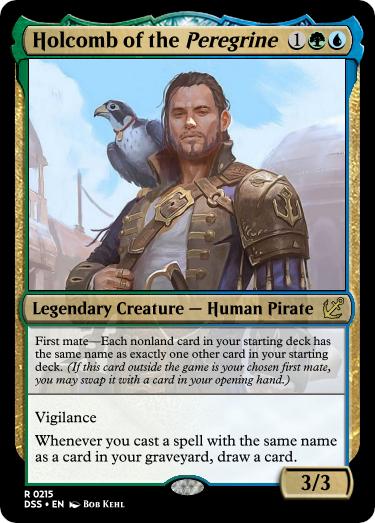 Holcomb of the Peregrine 1
Legendary Creature — Human Pirate
First mate—Each nonland card in your starting deck has
the same name as exactly one other card in your starting
deck. (If this card outside the game is your chosen first mate,
you may swap it with a card in your opening hand.)
Vigilance
Whenever you cast a spell with the same name
as a card in your graveyard, draw a card.
3/3
R 0215
DSS • EN Bob Kehl